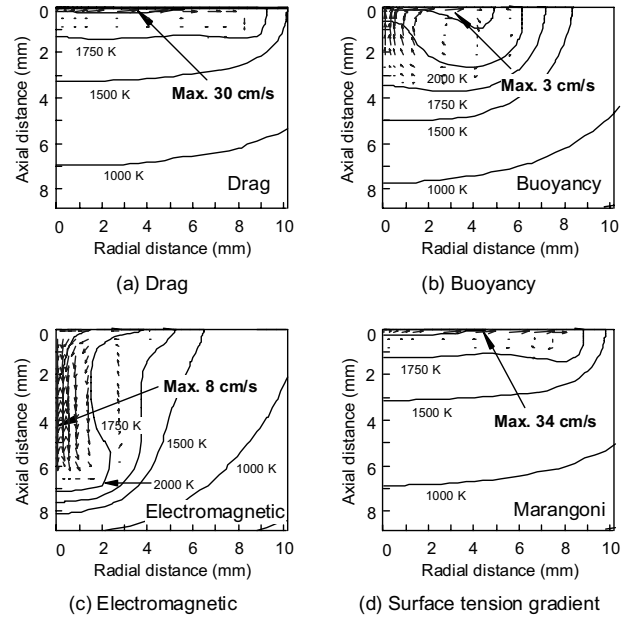 0
2
4
6
8
Axial distance (mm)
1750 K
1500 K
1000 K
Max. 30 cm/s
Drag
0 2 4 6 8 10
Radial distance (mm)
(a) Drag
0
2
4
6
8
Axial distance (mm)
2000 K
1750 K
1500 K
1000 K
Max. 3 cm/s
Buoyancy
0 2 4 6 8 10
Radial distance (mm)
(b) Buoyancy
0
2
4
6
8
Axial distance (mm)
Max. 8 cm/s
1750 K
1500 K
1000 K
2000 K
Electromagnetic
0 2 4 6 8 10
Radial distance (mm)
(c) Electromagnetic
0
2
4
6
8
Axial distance (mm)
1750 K
1500 K
1000 K
Max. 34 cm/s
Marangoni
0 2 4 6 8 10
Radial distance (mm)
(d) Surface tension gradient